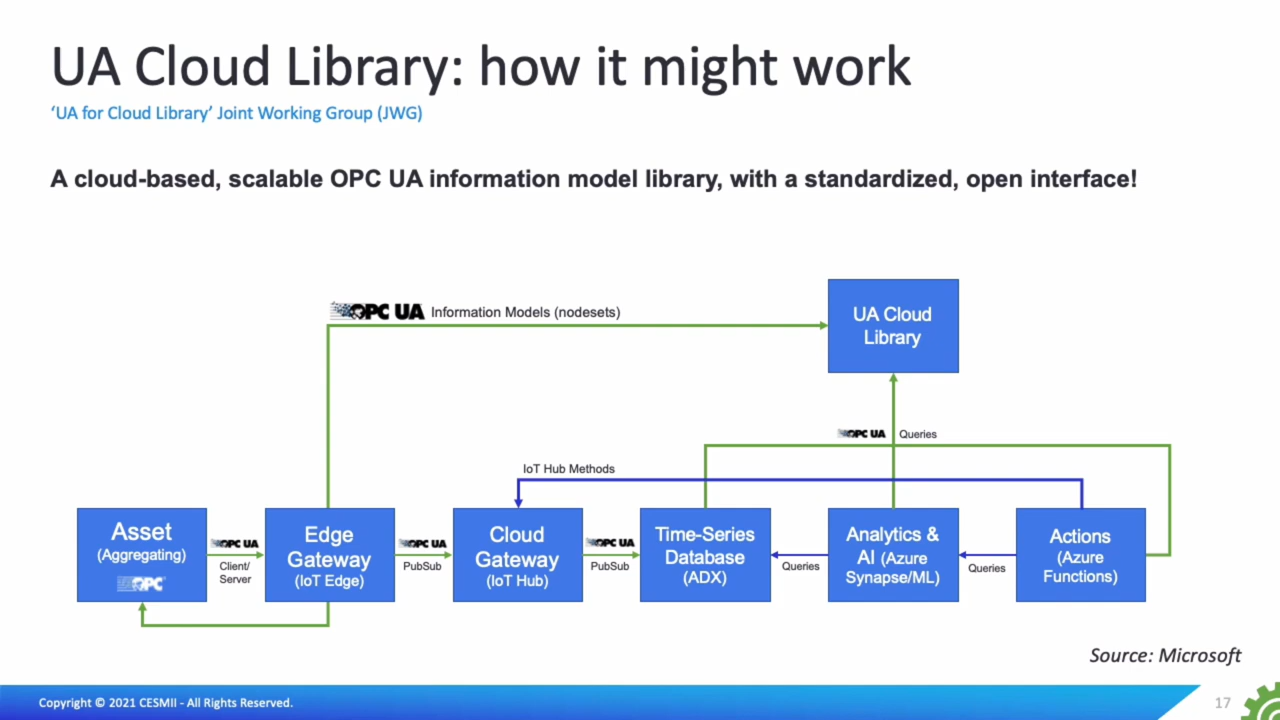 UA Cloud Library: how it might work
‘UA for Cloud Library’ Joint Working Group (JWG)
A cloud-based, scalable OPC UA information model library, with a standardized, open interface!
OPC UA Information Models (nodesets)
UA Cloud
Library
OPC UA Queries
IoT Hub Methods
Asset
(Aggregating)
OPC
OPC UA
Client/
Server
Edge
Gateway
(IoT Edge)
OPC UA
PubSub
Cloud
Gateway
(IoT Hub)
OPC UA
PubSub
Time-Series
Database
(ADX)
Queries
Analytics &
AI (Azure
Synapse/ML)
Queries
Actions
(Azure
Functions)
Source: Microsoft
Copyright © 2021 CESMII - All Rights Reserved.
17